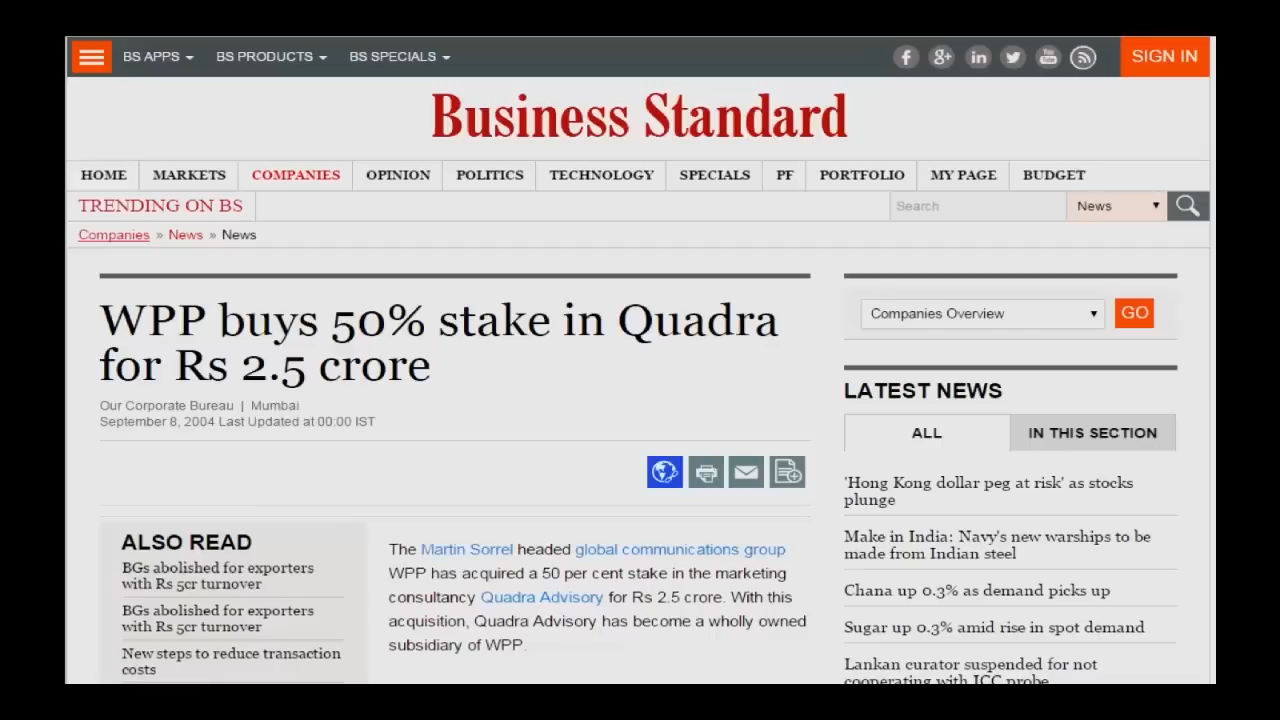 BS APPS BS PRODUCTS BS SPECIALS SIGN IN
Business Standard
HOME MARKETS COMPANIES OPINION POLITICS TECHNOLOGY SPECIALS PF PORTFOLIO MY PAGE BUDGET
TRENDING ON BS Search News
Companies » News » News
WPP buys 50% stake in Quadra
for Rs 2.5 crore
Our Corporate Bureau | Mumbai
September 8, 2004 Last Updated at 00:00 IST
ALSO READ
BGs abolished for exporters
with Rs 5cr turnover
BGs abolished for exporters
with Rs 5cr turnover
New steps to reduce transaction
costs
The Martin Sorrel headed global communications group
WPP has acquired a 50 per cent stake in the marketing
consultancy Quadra Advisory for Rs 2.5 crore. With this
acquisition, Quadra Advisory has become a wholly owned
subsidiary of WPP.
Companies Overview GO
LATEST NEWS
ALL IN THIS SECTION
'Hong Kong dollar peg at risk' as stocks
plunge
Make in India: Navy's new warships to be
made from Indian steel
Chana up 0.3% as demand picks up
Sugar up 0.3% amid rise in spot demand
Lankan curator suspended for not
cooperating with ICC probe